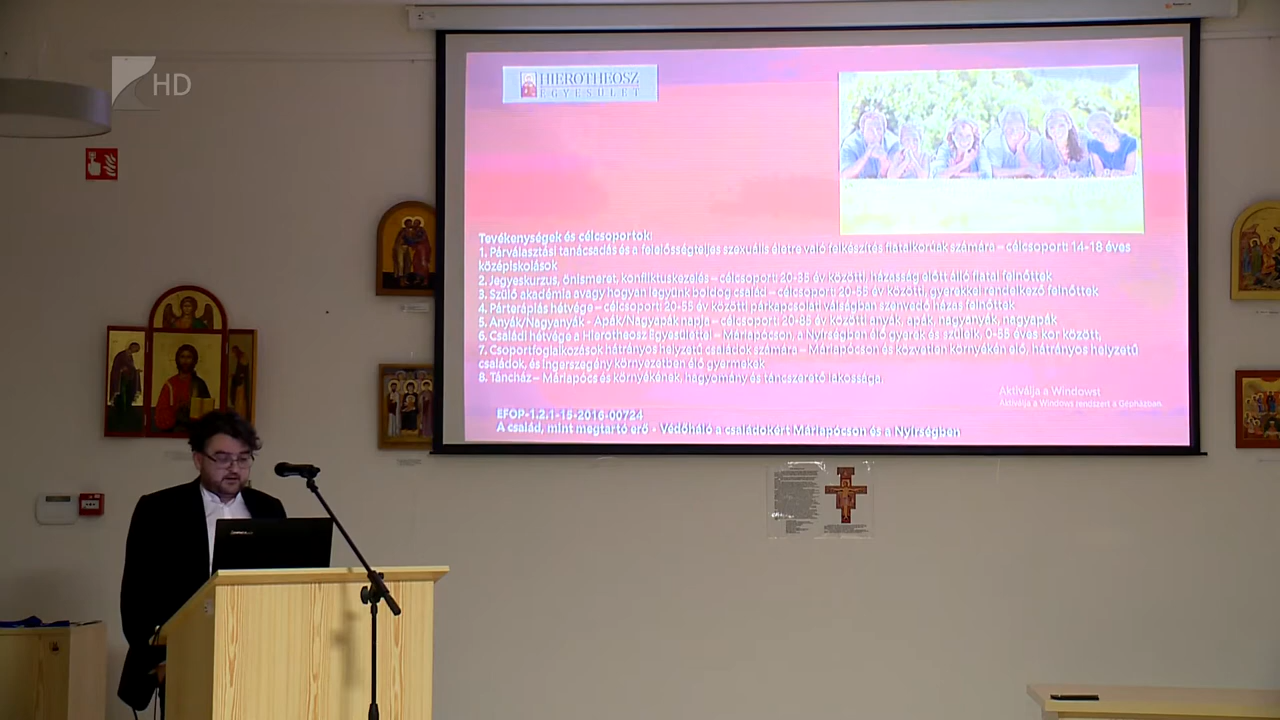 HD
HIEROTHEOSZ
EGYESÜLET
Tevékenységek és célcsoportok:
1. Párválasztási tanácsadás és a felelősségteljes szexuális életre való felkészítés fiatalkorúak számára – célcsoport: 14-18 éves
középiskolások
2. Jegyeskurzus, önismeret, konfliktuskezelés – célcsoport: 20-35 év közötti, házasság előtt álló fiatal felnőttek
3. Szülő akadémia avagy hogyan legyünk boldog család – célcsoport: 20-55 év közötti, gyerekkel rendelkező felnőttek
4. Párterápiás hétvége – célcsoport: 20-55 év közötti párkapcsolati válságban szenvedő házas felnőttek
5. Anyák/Nagyanyák - Apák/Nagyapák napja – célcsoport: 20-85 év közötti anyák, apák, nagyanyák, nagyapák
6. Családi hétvége a Hierotheosz Egyesülettel – Máriapócson, a Nyírségben élő gyerek és szüleik, 0-55 éves kor között,
7. Csoportfoglalkozások hátrányos helyzetű családok számára – Máriapócson és közvetlen környékén élő, hátrányos helyzetű
családok, és ingerszegény környezetben élő gyermekek
8. Táncház – Máriapócs és környékének, hagyomány és táncszerető lakossága.
Aktiválja a Windowst
Aktiválja a Windows rendszert a Gépházban.
EFOP-1.2.1-15-2016-00724
A család, mint megtartó erő - Védőháló a családokért Máriapócson és a Nyírségben